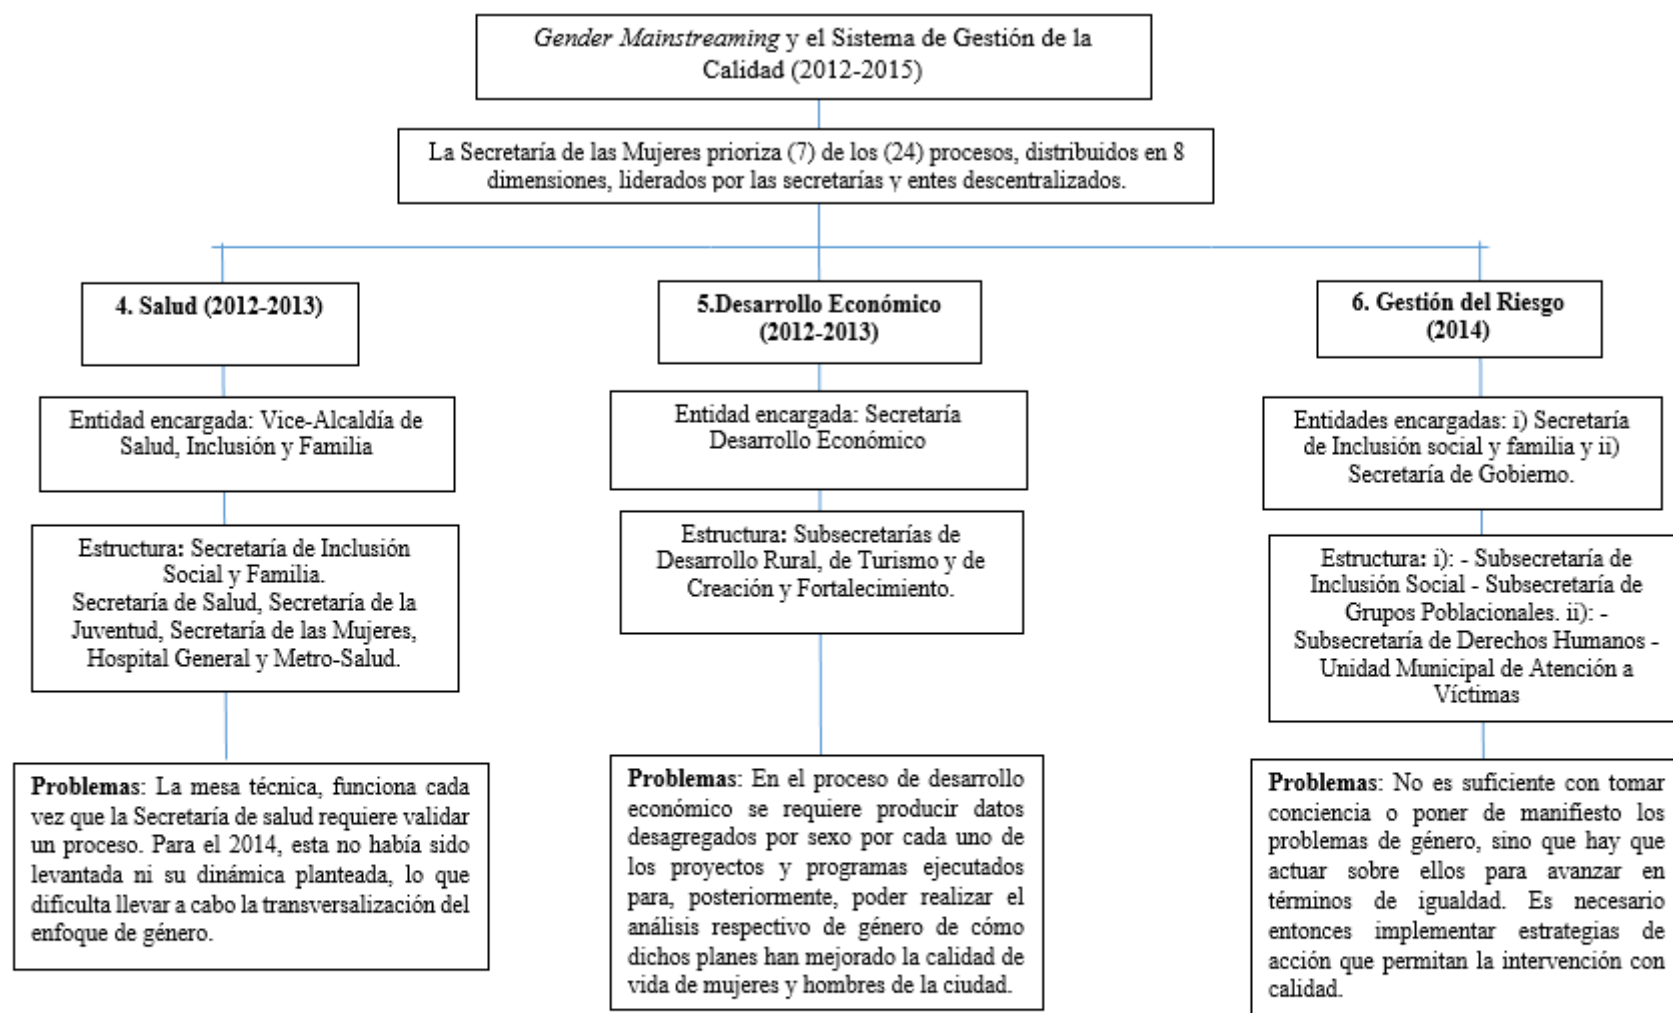 Gender Mainstreaming y el Sistema de Gestión de la
Calidad (2012-2015)
La Secretaría de las Mujeres prioriza (7) de los (24) procesos, distribuidos en 8
dimensiones, liderados por las secretarías y entes descentralizados.
4. Salud (2012-2013)
Entidad encargada: Vice-Alcaldía de
Salud, Inclusión y Familia
Estructura: Secretaría de Inclusión
Social y Familia.
Secretaría de Salud, Secretaría de la
Juventud, Secretaría de las Mujeres,
Hospital General y Metro-Salud.
Problemas: La mesa técnica, funciona cada
vez que la Secretaría de salud requiere validar
un proceso. Para el 2014, esta no había sido
levantada ni su dinámica planteada, lo que
dificulta llevar a cabo la transversalización del
enfoque de género.
5.Desarrollo Económico
(2012-2013)
Entidad encargada: Secretaría
Desarrollo Económico
Estructura: Subsecretarías de
Desarrollo Rural, de Turismo y de
Creación y Fortalecimiento.
Problemas: En el proceso de desarrollo
económico se requiere producir datos
desagregados por sexo por cada uno de
los proyectos y programas ejecutados
para, posteriormente, poder realizar el
análisis respectivo de género de cómo
dichos planes han mejorado la calidad de
vida de mujeres y hombres de la ciudad.
6. Gestión del Riesgo
(2014)
Entidades encargadas: i) Secretaría
de Inclusión social y familia y ii)
Secretaría de Gobierno.
Estructura: i): - Subsecretaría de
Inclusión Social - Subsecretaría de
Grupos Poblacionales. ii): -
Subsecretaría de Derechos Humanos -
Unidad Municipal de Atención a
Víctimas
Problemas: No es suficiente con tomar
conciencia o poner de manifiesto los
problemas de género, sino que hay que
actuar sobre ellos para avanzar en
términos de igualdad. Es necesario
entonces implementar estrategias de
acción que permitan la intervención con
calidad.